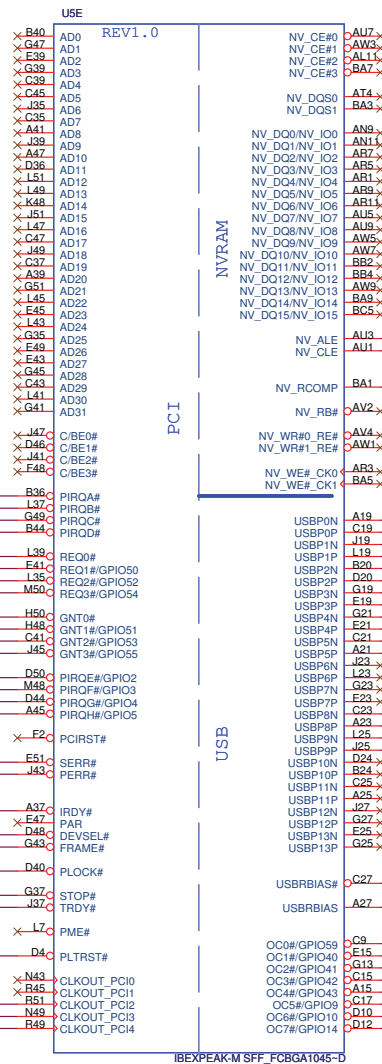 U5E
REV1.0
B40 AD0
G47 AD1
E39 AD2
G39 AD3
C39 AD4
C45 AD5
J35 AD6
C35 AD7
A41 AD8
J39 AD9
A47 AD10
D36 AD11
L51 AD12
L49 AD13
K48 AD14
J51 AD15
L47 AD16
C47 AD17
J49 AD18
C37 AD19
A39 AD20
G51 AD21
L45 AD22
E45 AD23
L43 AD24
G35 AD25
E49 AD26
E43 AD27
G45 AD28
C43 AD29
L41 AD30
G41 AD31
J47 C/BE0#
D46 C/BE1#
J41 C/BE2#
F48 C/BE3#
B36 PIRQA#
L37 PIRQB#
G49 PIRQC#
B44 PIRQD#
L39 REQ0#
E41 REQ1#/GPIO50
L35 REQ2#/GPIO52
M50 REQ3#/GPIO54
H50 GNT0#
H48 GNT1#/GPIO51
C41 GNT2#/GPIO53
J45 GNT3#/GPIO55
D50 PIRQE#/GPIO2
M48 PIRQF#/GPIO3
D44 PIRQG#/GPIO4
A45 PIRQH#/GPIO5
F2 PCIRST#
E51 SERR#
J43 PERR#
A37 IRDY#
E47 PAR
D48 DEVSEL#
G43 FRAME#
D40 PLOCK#
G37 STOP#
J37 TRDY#
L7 PME#
D4 PLTRST#
N43 CLKOUT_PCI0
R45 CLKOUT_PCI1
R51 CLKOUT_PCI2
N49 CLKOUT_PCI3
R49 CLKOUT_PCI4
PCI
NVRAM
USB
NV_CE#0 AU7
NV_CE#1 AW3
NV_CE#2 AL11
NV_CE#3 BA7
NV_DQS0 AT4
NV_DQS1 BA3
NV_DQ0/NV_IO0 AN9
NV_DQ1/NV_IO1 AN11
NV_DQ2/NV_IO2 AR7
NV_DQ3/NV_IO3 AR5
NV_DQ4/NV_IO4 AR1
NV_DQ5/NV_IO5 AR9
NV_DQ6/NV_IO6 AR11
NV_DQ7/NV_IO7 AU5
NV_DQ8/NV_IO8 AU9
NV_DQ9/NV_IO9 AW5
NV_DQ10/NV_IO10 AW7
NV_DQ11/NV_IO11 BB2
NV_DQ12/NV_IO12 BB4
NV_DQ13/NV_IO13 AW9
NV_DQ14/NV_IO14 BA9
NV_DQ15/NV_IO15 BC5
NV_ALE AU3
NV_CLE AU1
NV_RCOMP BA1
NV_RB# AV2
NV_WR#0_RE# AV4
NV_WR#1_RE# AW1
NV_WE#_CK0 AR3
NV_WE#_CK1 BA5
USBP0N A19
USBP0P C19
USBP1N J19
USBP1P L19
USBP2N B20
USBP2P D20
USBP3N G19
USBP3P E19
USBP4N G21
USBP4P E21
USBP5N C21
USBP5P A21
USBP6N J23
USBP6P L23
USBP7N G23
USBP7P E23
USBP8N C23
USBP8P A23
USBP9N L25
USBP9P J25
USBP10N D24
USBP10P B24
USBP11N C25
USBP11P A25
USBP12N J27
USBP12P G27
USBP13N E25
USBP13P G25
USBRBIAS# C27
USBRBIAS A27
OC0#/GPIO59 C9
OC1#/GPIO40 E15
OC2#/GPIO41 G13
OC3#/GPIO42 C15
OC4#/GPIO43 A15
OC5#/GPIO9 C17
OC6#/GPIO10 D10
OC7#/GPIO14 D12
IBEXPEAK-M SFF_FCBGA1045~D